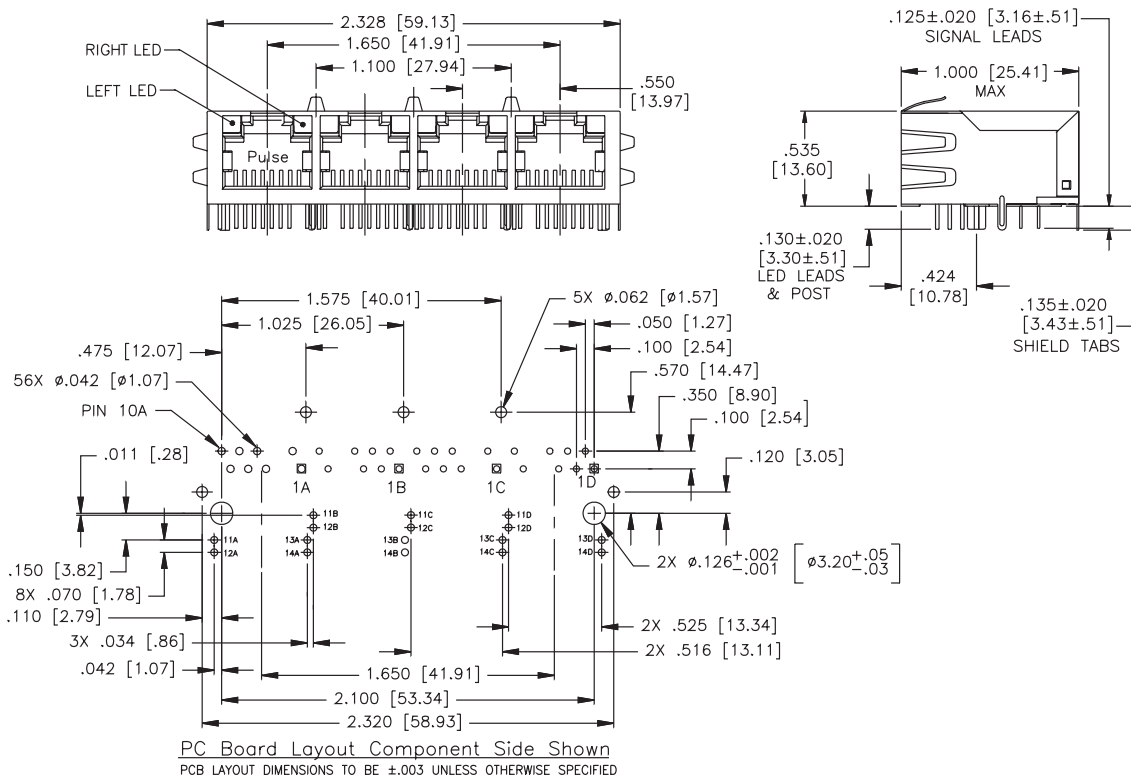 2.328 [59.13]
1.650 [41.91]
1.100 [27.94]
.550
[13.97]
RIGHT LED
LEFT LED
Pulse
.125±.020 [3.16±.51]
SIGNAL LEADS
1.000 [25.41]
MAX
.535
[13.60]
.130±.020
[3.30±.51]
LED LEADS
& POST
.424
[10.78]
.135±.020
[3.43±.51]
SHIELD TABS
1.575 [40.01]
1.025 [26.05]
.475 [12.07]
56X ø.042 [ø1.07]
PIN 10A
.011 [.28]
5X ø.062 [ø1.57]
.050 [1.27]
.100 [2.54]
.570 [14.47]
.350 [8.90]
.100 [2.54]
.120 [3.05]
1A
1B
1C
1D
11B
12B
11C
12C
11D
12D
11A
12A
13A
14A
13B
14B
13C
14C
13D
14D
.150 [3.82]
8X .070 [1.78]
.110 [2.79]
3X .034 [.86]
.042 [1.07]
2X ø.126+.002 -.001 [ø3.20+.05 -.03]
2X .525 [13.34]
2X .516 [13.11]
1.650 [41.91]
2.100 [53.34]
2.320 [58.93]
PC Board Layout Component Side Shown
PCB LAYOUT DIMENSIONS TO BE ±.003 UNLESS OTHERWISE SPECIFIED